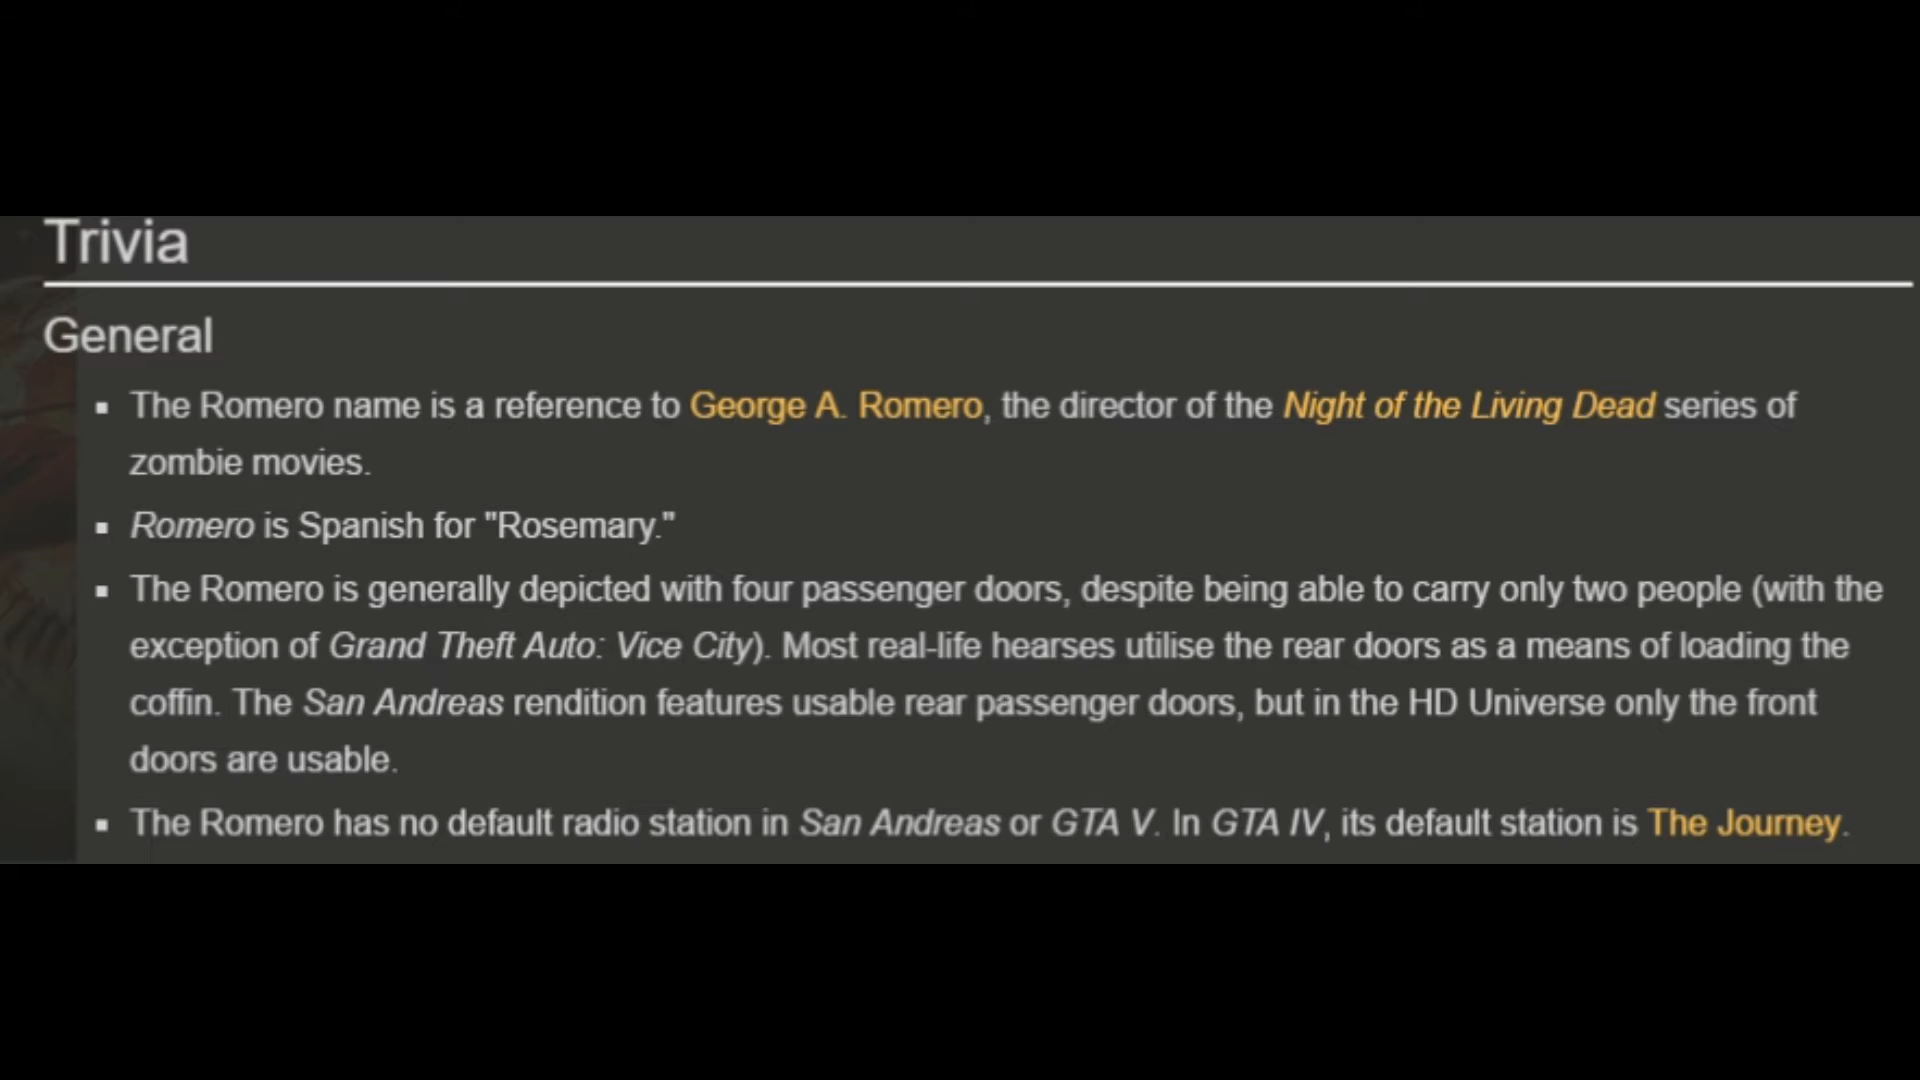 Trivia
General
▪ The Romero name is a reference to George A. Romero, the director of the Night of the Living Dead series of
zombie movies.
▪ Romero is Spanish for "Rosemary."
▪ The Romero is generally depicted with four passenger doors, despite being able to carry only two people (with the
exception of Grand Theft Auto: Vice City). Most real-life hearses utilise the rear doors as a means of loading the
coffin. The San Andreas rendition features usable rear passenger doors, but in the HD Universe only the front
doors are usable.
▪ The Romero has no default radio station in San Andreas or GTA V. In GTA IV, its default station is The Journey.